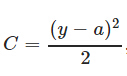 C = (y − a)² / 2,